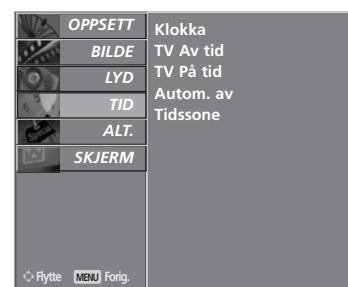 OPPSETT
BILDE
LYD
TID
ALT.
SKJERM
Klokka
TV Av tid
TV På tid
Autom. av
Tidssone
Flytte MENU Forig.